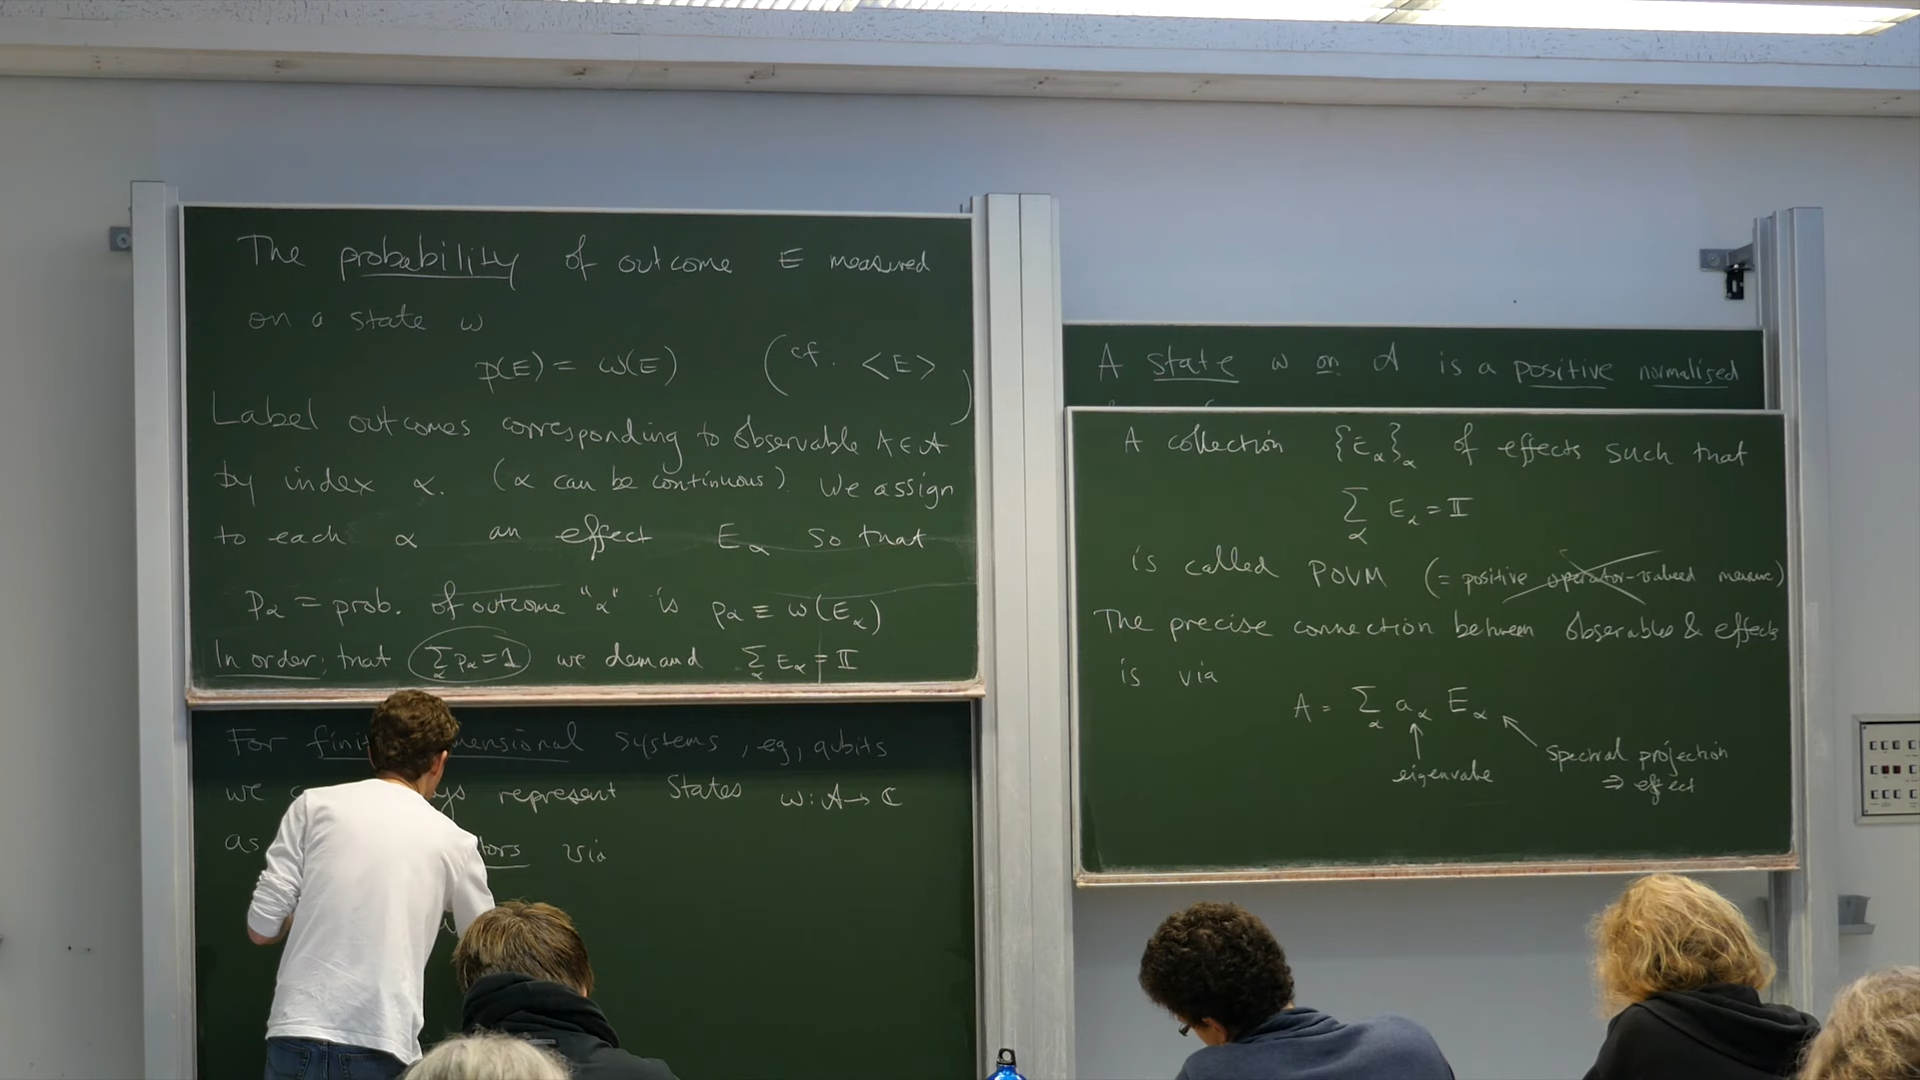 The probability of outcome E measured
on a state ω
p(E) = ω(E) (cf. <E>)
Label outcomes corresponding to observable A ∈ 𝒜
by index α. (α can be continuous). We assign
to each α an effect E_α so that
p_α = prob. of outcome "α" is p_α ≡ ω(E_α)
In order, that Σ_α p_α = 1 we demand Σ_α E_α = 𝕀
For systems, eg, qubits
we represent states ω: 𝒜 → ℂ
as via
A state ω on 𝒜 is a positive normalised
A collection {E_α}_α of effects such that
Σ_α E_α = 𝕀
is called POVM (= positive operator-valued measure)
The precise connection between observables & effects
is via
A = Σ_α a_α E_α
eigenvalue
spectral projection
⇒ effect